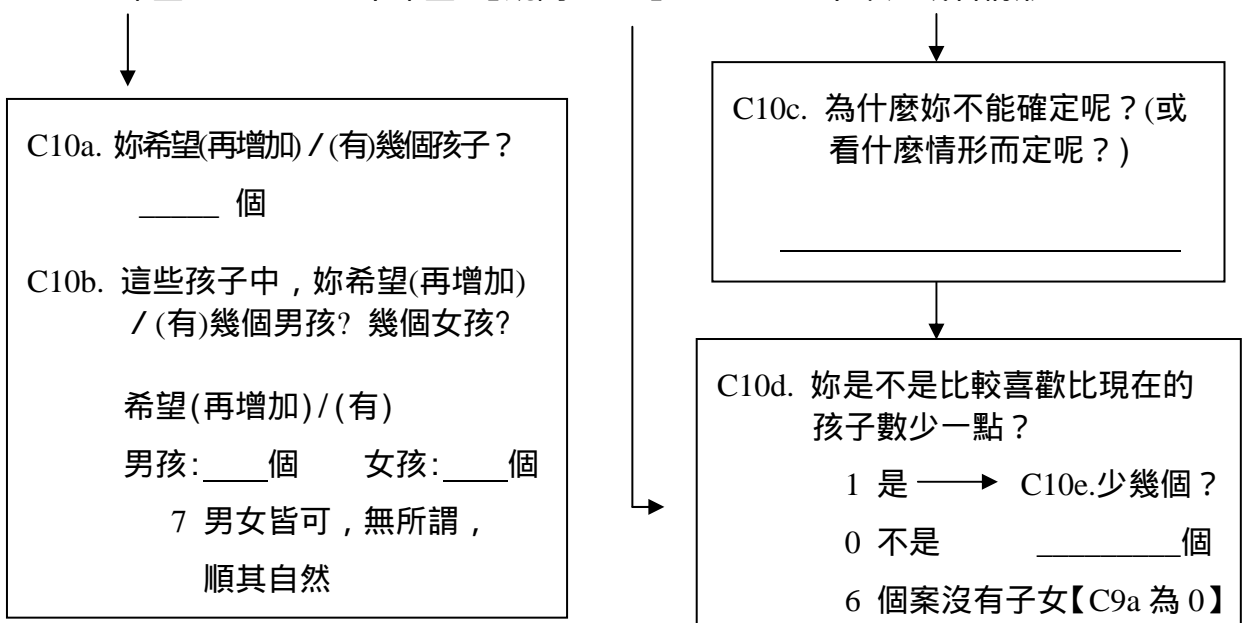 C10a. 妳希望(再增加)／(有)幾個孩子？
_____ 個
C10b. 這些孩子中，妳希望(再增加)
／(有)幾個男孩? 幾個女孩?
希望(再增加)/(有)
男孩:____個 女孩:____個
7 男女皆可，無所謂，
順其自然
C10c. 為什麼妳不能確定呢？(或
看什麼情形而定呢？)
C10d. 妳是不是比較喜歡比現在的
孩子數少一點？
1 是 → C10e.少幾個？
0 不是 _________個
6 個案沒有子女【C9a 為 0】